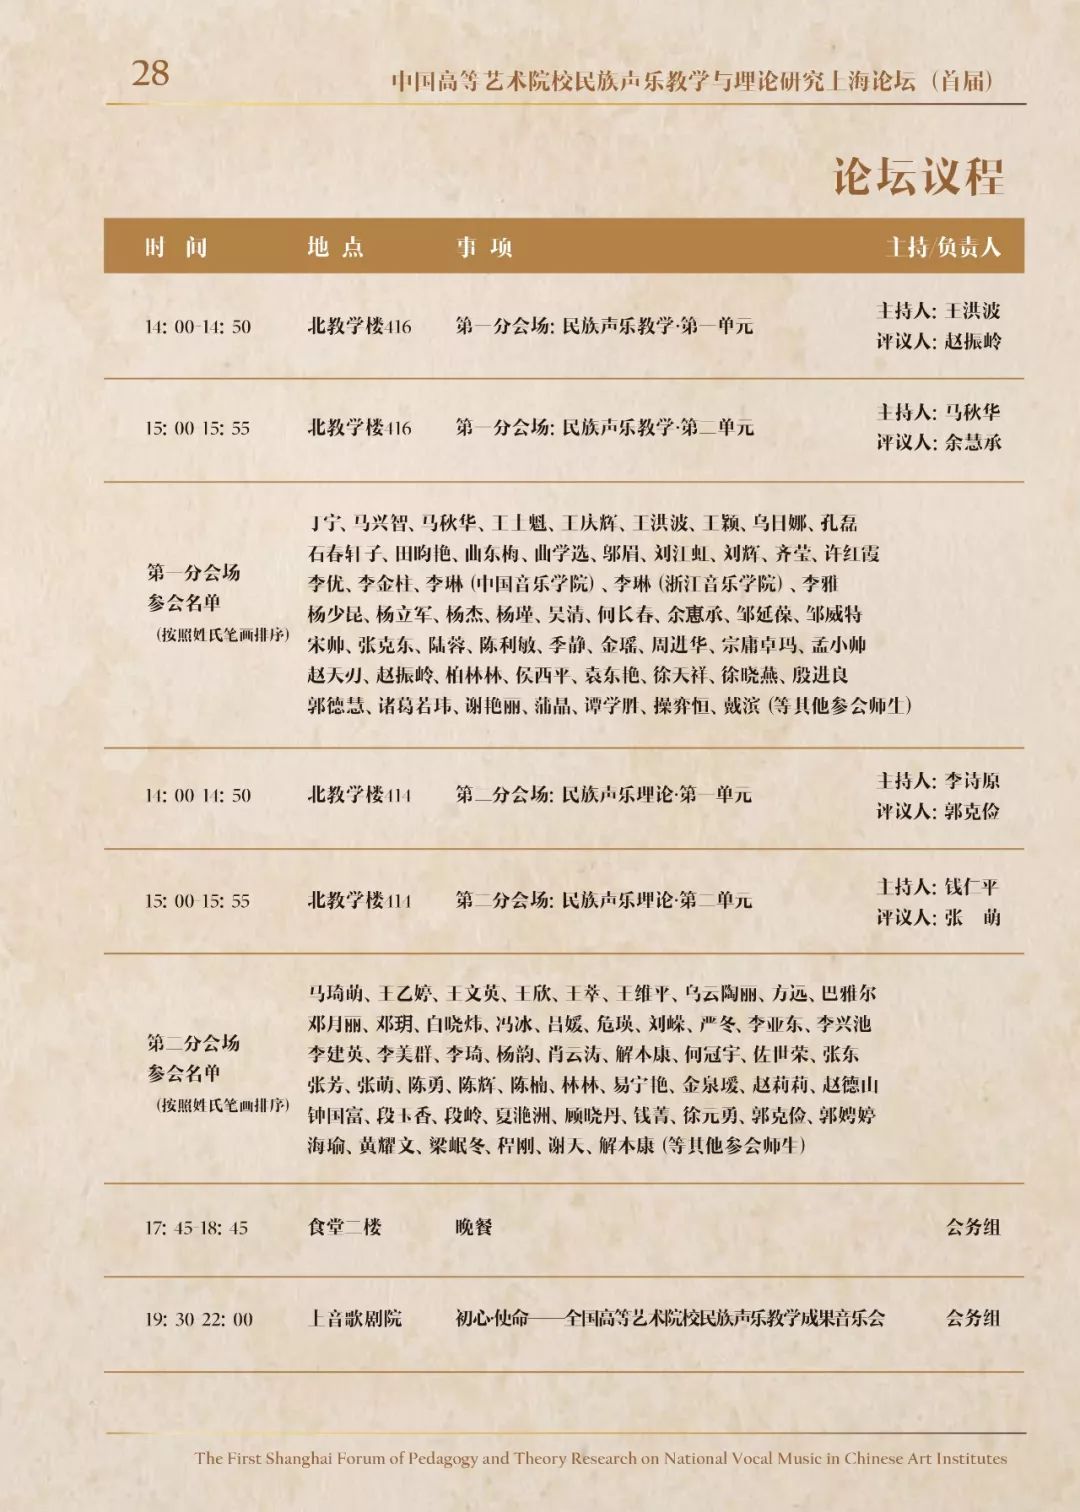 28
中国高等艺术院校民族声乐教学与理论研究上海论坛（首届）
论坛议程
时 间 地 点 事 项 主持/负责人
主持人: 王洪波
14: 00-14: 50 北教学楼416 第一分会场: 民族声乐教学·第一单元
评议人: 赵振岭
主持人: 马秋华
15: 00-15: 55 北教学楼416 第一分会场: 民族声乐教学·第二单元
评议人: 余慧承
第一分会场
参会名单
（按照姓氏笔画排序）
丁宁、马兴智、马秋华、王士魁、王庆辉、王洪波、王颖、乌日娜、孔磊
石春轩子、田昀艳、曲东梅、曲学选、邬眉、刘江虹、刘辉、齐莹、许红霞
李优、李金柱、李琳（中国音乐学院）、李琳（浙江音乐学院）、李雅
杨少昆、杨立军、杨杰、杨瑾、吴清、何长春、余惠承、邹延葆、邹威特
宋帅、张克东、陆蓉、陈利敏、季静、金瑶、周进华、宗庸卓玛、孟小帅
赵天刃、赵振岭、柏林林、侯西平、袁东艳、徐天祥、徐晓燕、殷进良
郭德慧、诸葛若玮、谢艳丽、蒲晶、谭学胜、操弈恒、戴滨（等其他参会师生）
主持人: 李诗原
14: 00 14: 50 北教学楼414 第二分会场: 民族声乐理论·第一单元
评议人: 郭克俭
主持人: 钱仁平
15: 00-15: 55 北教学楼414 第二分会场: 民族声乐理论·第二单元
评议人: 张 萌
第二分会场
参会名单
（按照姓氏笔画排序）
马琦萌、王乙婷、王文英、王欣、王萃、王维平、乌云陶丽、方远、巴雅尔
邓月丽、邓玥、白晓炜、冯冰、吕媛、危瑛、刘嵘、严冬、李亚东、李兴池
李建英、李美群、李琦、杨韵、肖云涛、解本康、何冠宇、佐世荣、张东
张芳、张萌、陈勇、陈辉、陈楠、林林、易宁艳、金泉瑷、赵莉莉、赵德山
钟国富、段玉香、段岭、夏滟洲、顾晓丹、钱菁、徐元勇、郭克俭、郭娉婷
海瑜、黄耀文、梁岷冬、程刚、谢天、解本康（等其他参会师生）
17: 45-18: 45 食堂二楼 晚餐 会务组
19: 30 22: 00 上音歌剧院 初心·使命——全国高等艺术院校民族声乐教学成果音乐会 会务组
The First Shanghai Forum of Pedagogy and Theory Research on National Vocal Music in Chinese Art Institutes